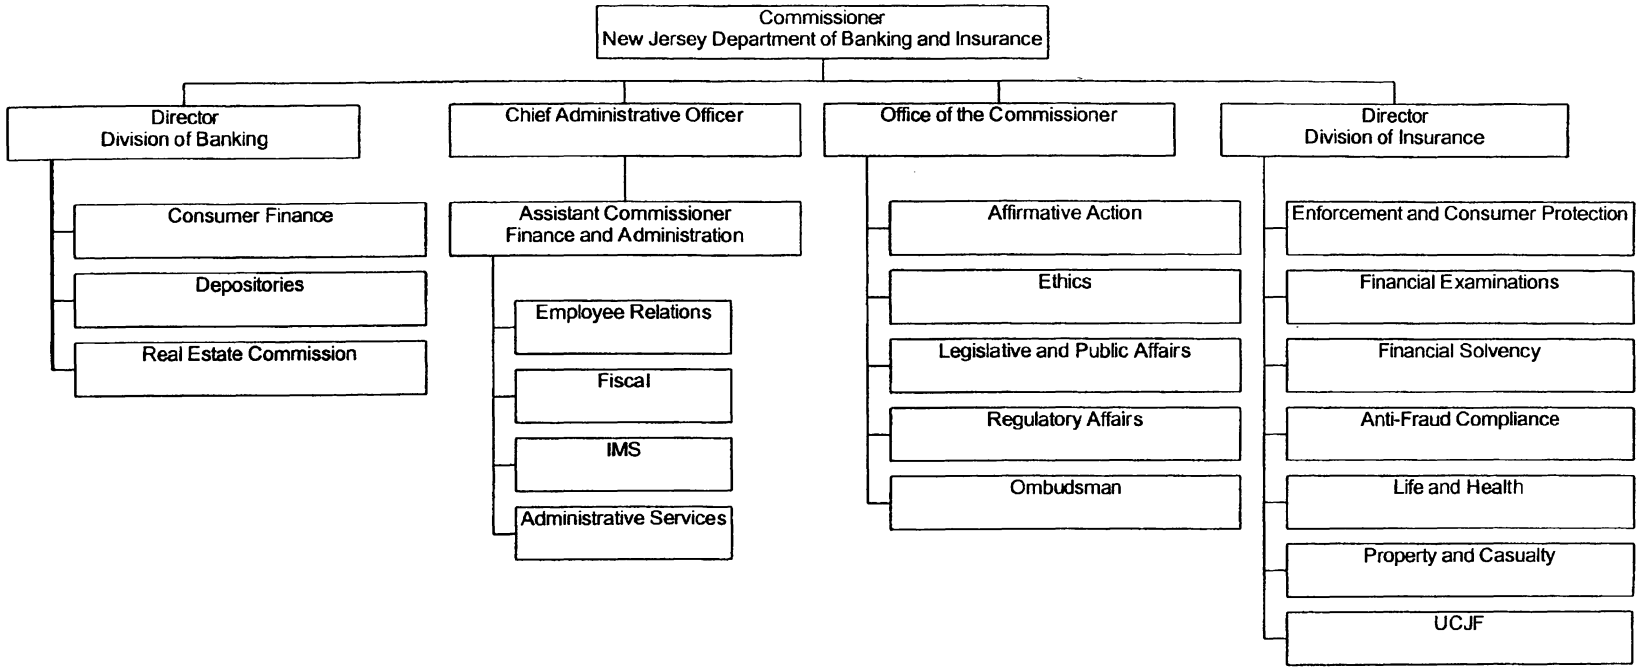 Commissioner
New Jersey Department of Banking and Insurance
Director
Division of Banking
Chief Administrative Officer
Office of the Commissioner
Director
Division of Insurance
Consumer Finance
Depositories
Real Estate Commission
Assistant Commissioner
Finance and Administration
Employee Relations
Fiscal
IMS
Administrative Services
Affirmative Action
Ethics
Legislative and Public Affairs
Regulatory Affairs
Ombudsman
Enforcement and Consumer Protection
Financial Examinations
Financial Solvency
Anti-Fraud Compliance
Life and Health
Property and Casualty
UCJF